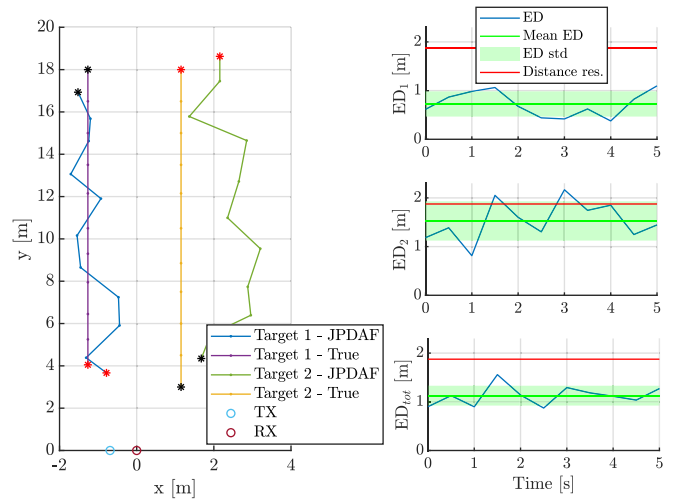 20
18
16
14
12
10
8
6
4
2
0
-2 0 2 4
y [m]
x [m]
Target 1 - JPDAF
Target 1 - True
Target 2 - JPDAF
Target 2 - True
TX
RX
ED
Mean ED
ED std
Distance res.
2
1
0
0 1 2 3 4 5
ED1 [m]
2
1
0
0 1 2 3 4 5
ED2 [m]
2
1
0
0 1 2 3 4 5
EDtot [m]
Time [s]